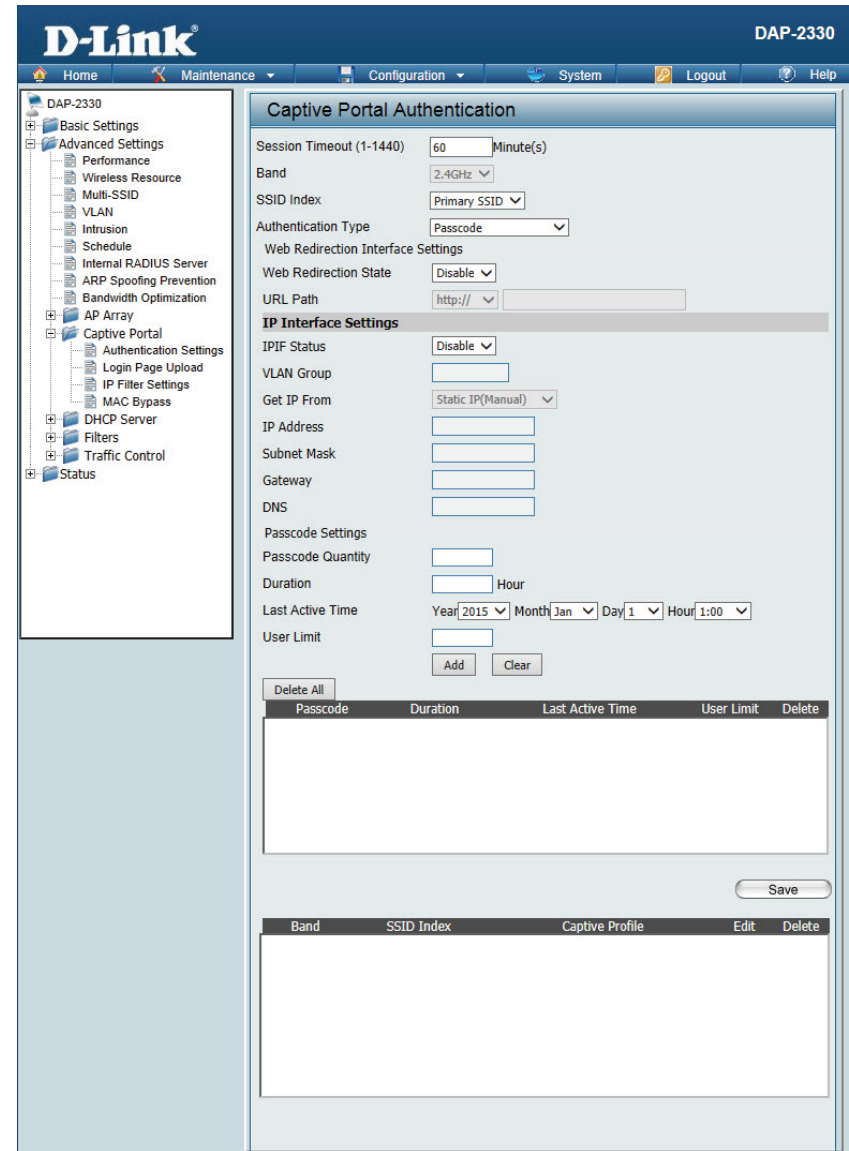 D-Link®
DAP-2330
Home Maintenance Configuration System Logout Help
DAP-2330
Basic Settings
Advanced Settings
Performance
Wireless Resource
Multi-SSID
VLAN
Intrusion
Schedule
Internal RADIUS Server
ARP Spoofing Prevention
Bandwidth Optimization
AP Array
Captive Portal
Authentication Settings
Login Page Upload
IP Filter Settings
MAC Bypass
DHCP Server
Filters
Traffic Control
Status
Captive Portal Authentication
Session Timeout (1-1440) 60 Minute(s)
Band 2.4GHz
SSID Index Primary SSID
Authentication Type Passcode
Web Redirection Interface Settings
Web Redirection State Disable
URL Path http://
IP Interface Settings
IPIF Status Disable
VLAN Group
Get IP From Static IP(Manual)
IP Address
Subnet Mask
Gateway
DNS
Passcode Settings
Passcode Quantity
Duration Hour
Last Active Time Year 2015 Month Jan Day 1 Hour 1:00
User Limit
Add Clear
Delete All
Passcode Duration Last Active Time User Limit Delete
Save
Band SSID Index Captive Profile Edit Delete